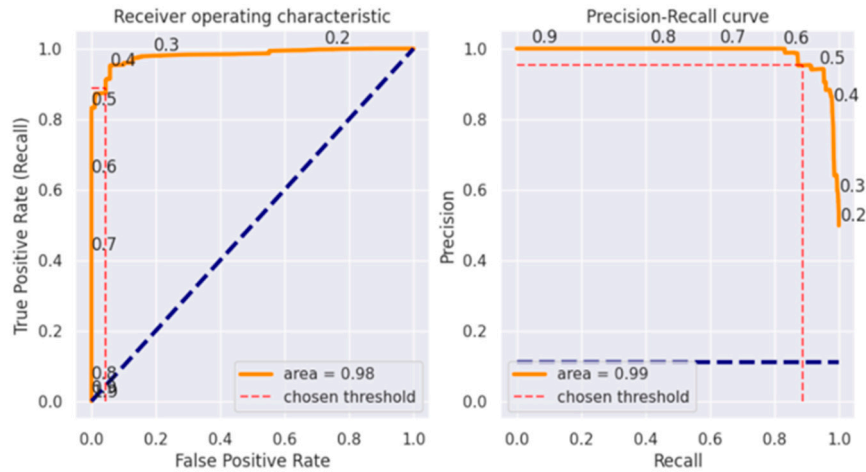 Receiver operating characteristic
True Positive Rate (Recall)
1.0
0.8
0.6
0.4
0.2
0.0
0.2
0.3
0.4
0.5
0.6
0.7
0.8
area = 0.98
chosen threshold
0.0 0.2 0.4 0.6 0.8 1.0
False Positive Rate
Precision-Recall curve
Precision
1.0
0.8
0.6
0.4
0.2
0.0
0.9 0.8 0.7 0.6
0.5
0.4
0.3
0.2
area = 0.99
chosen threshold
0.0 0.2 0.4 0.6 0.8 1.0
Recall